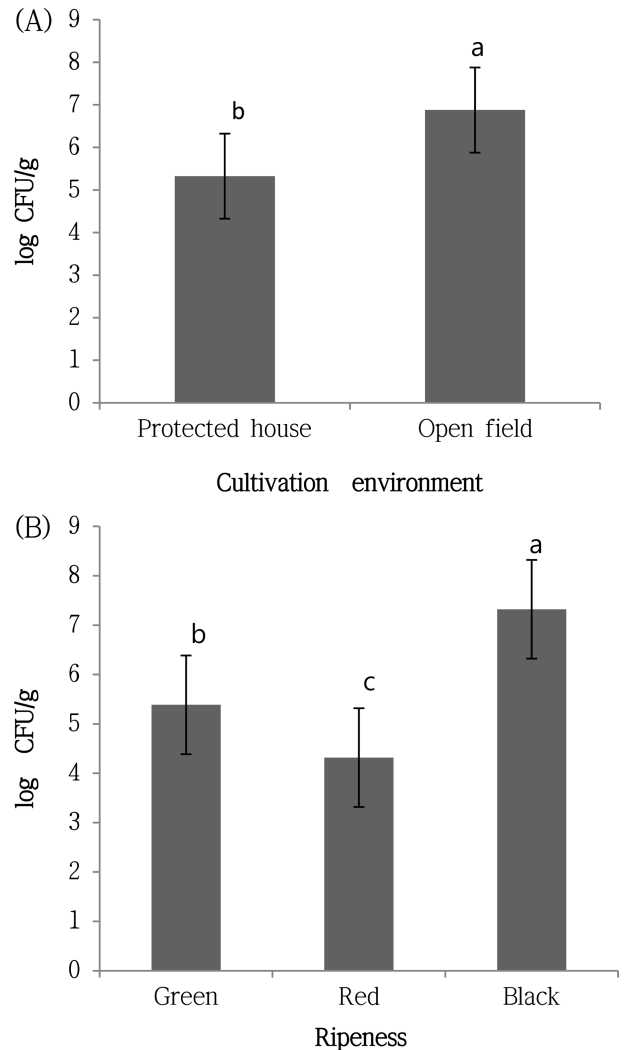 (A)
log CFU/g
9
8
7
6
5
4
3
2
1
0
b
a
Protected house
Open field
Cultivation environment
(B)
log CFU/g
9
8
7
6
5
4
3
2
1
0
b
c
a
Green
Red
Black
Ripeness